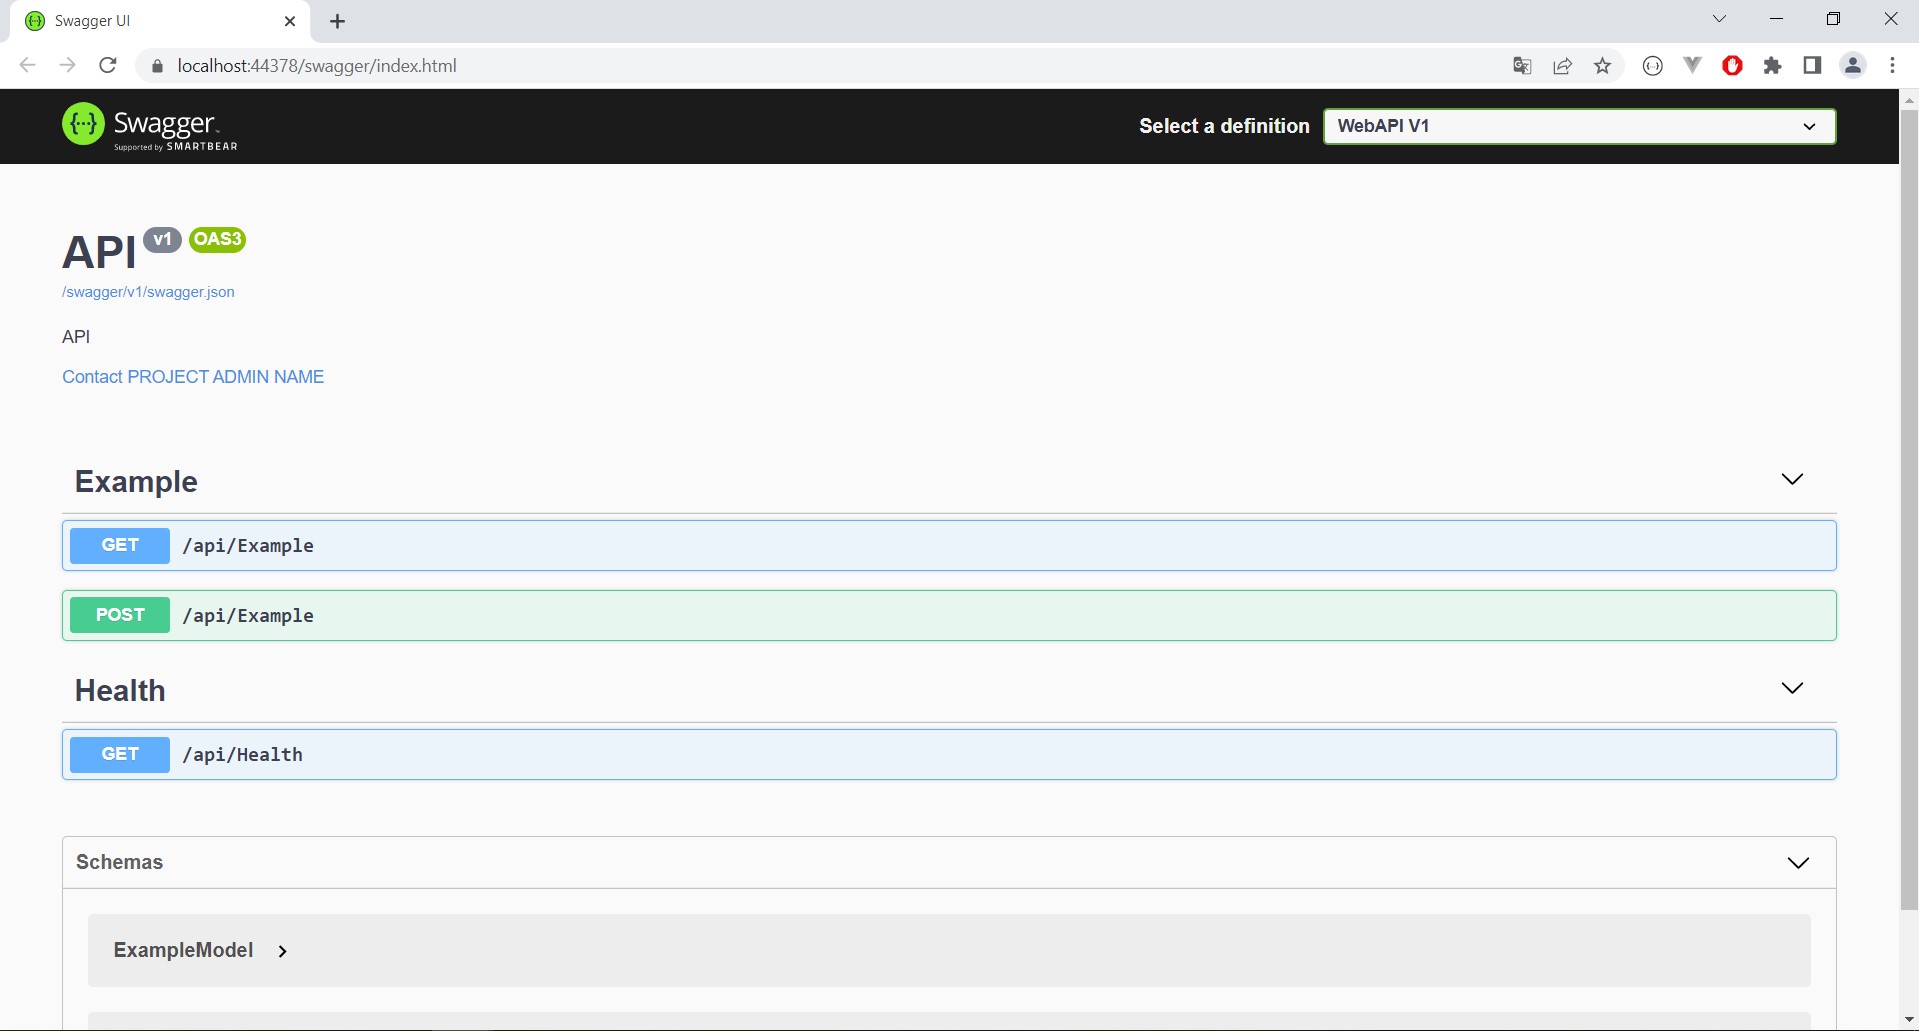 Swagger UI
localhost:44378/swagger/index.html
{···} Swagger™
Supported by SMARTBEAR
Select a definition
WebAPI V1
API v1 OAS3
/swagger/v1/swagger.json
API
Contact PROJECT ADMIN NAME
Example
GET /api/Example
POST /api/Example
Health
GET /api/Health
Schemas
ExampleModel